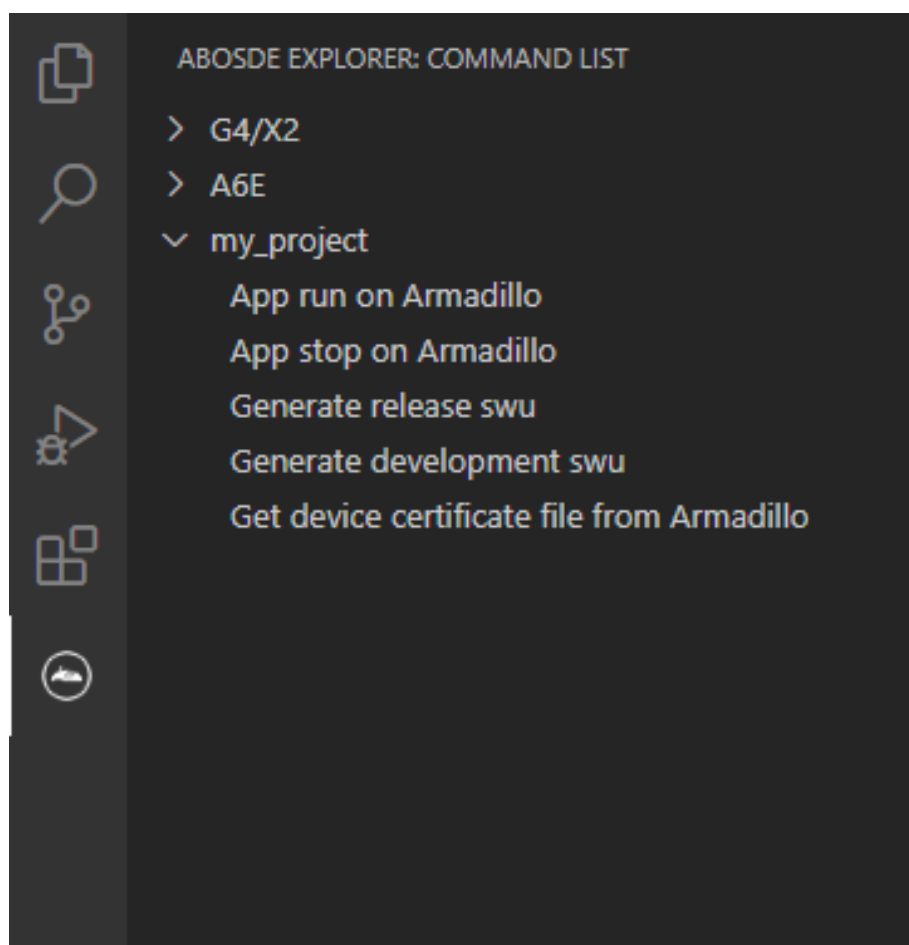 ABOSDE EXPLORER: COMMAND LIST
G4/X2
A6E
my_project
App run on Armadillo
App stop on Armadillo
Generate release swu
Generate development swu
Get device certificate file from Armadillo